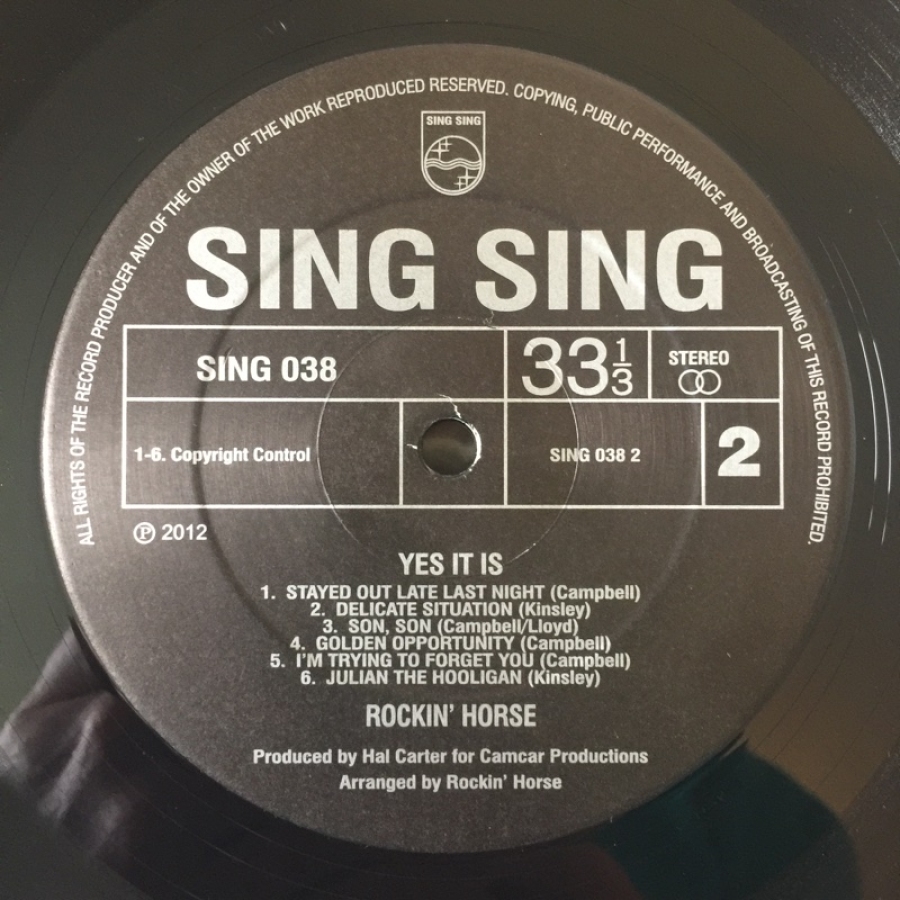 ALL RIGHTS OF THE RECORD PRODUCER AND OF THE OWNER OF THE WORK REPRODUCED RESERVED. COPYING, PUBLIC PERFORMANCE AND BROADCASTING OF THIS RECORD PROHIBITED.
SING SING
SING SING
SING 038
33 1/3
STEREO
1-6. Copyright Control
SING 038 2
2
Ⓟ 2012
YES IT IS
1. STAYED OUT LATE LAST NIGHT (Campbell)
2. DELICATE SITUATION (Kinsley)
3. SON, SON (Campbell/Lloyd)
4. GOLDEN OPPORTUNITY (Campbell)
5. I'M TRYING TO FORGET YOU (Campbell)
6. JULIAN THE HOOLIGAN (Kinsley)
ROCKIN' HORSE
Produced by Hal Carter for Camcar Productions
Arranged by Rockin' Horse